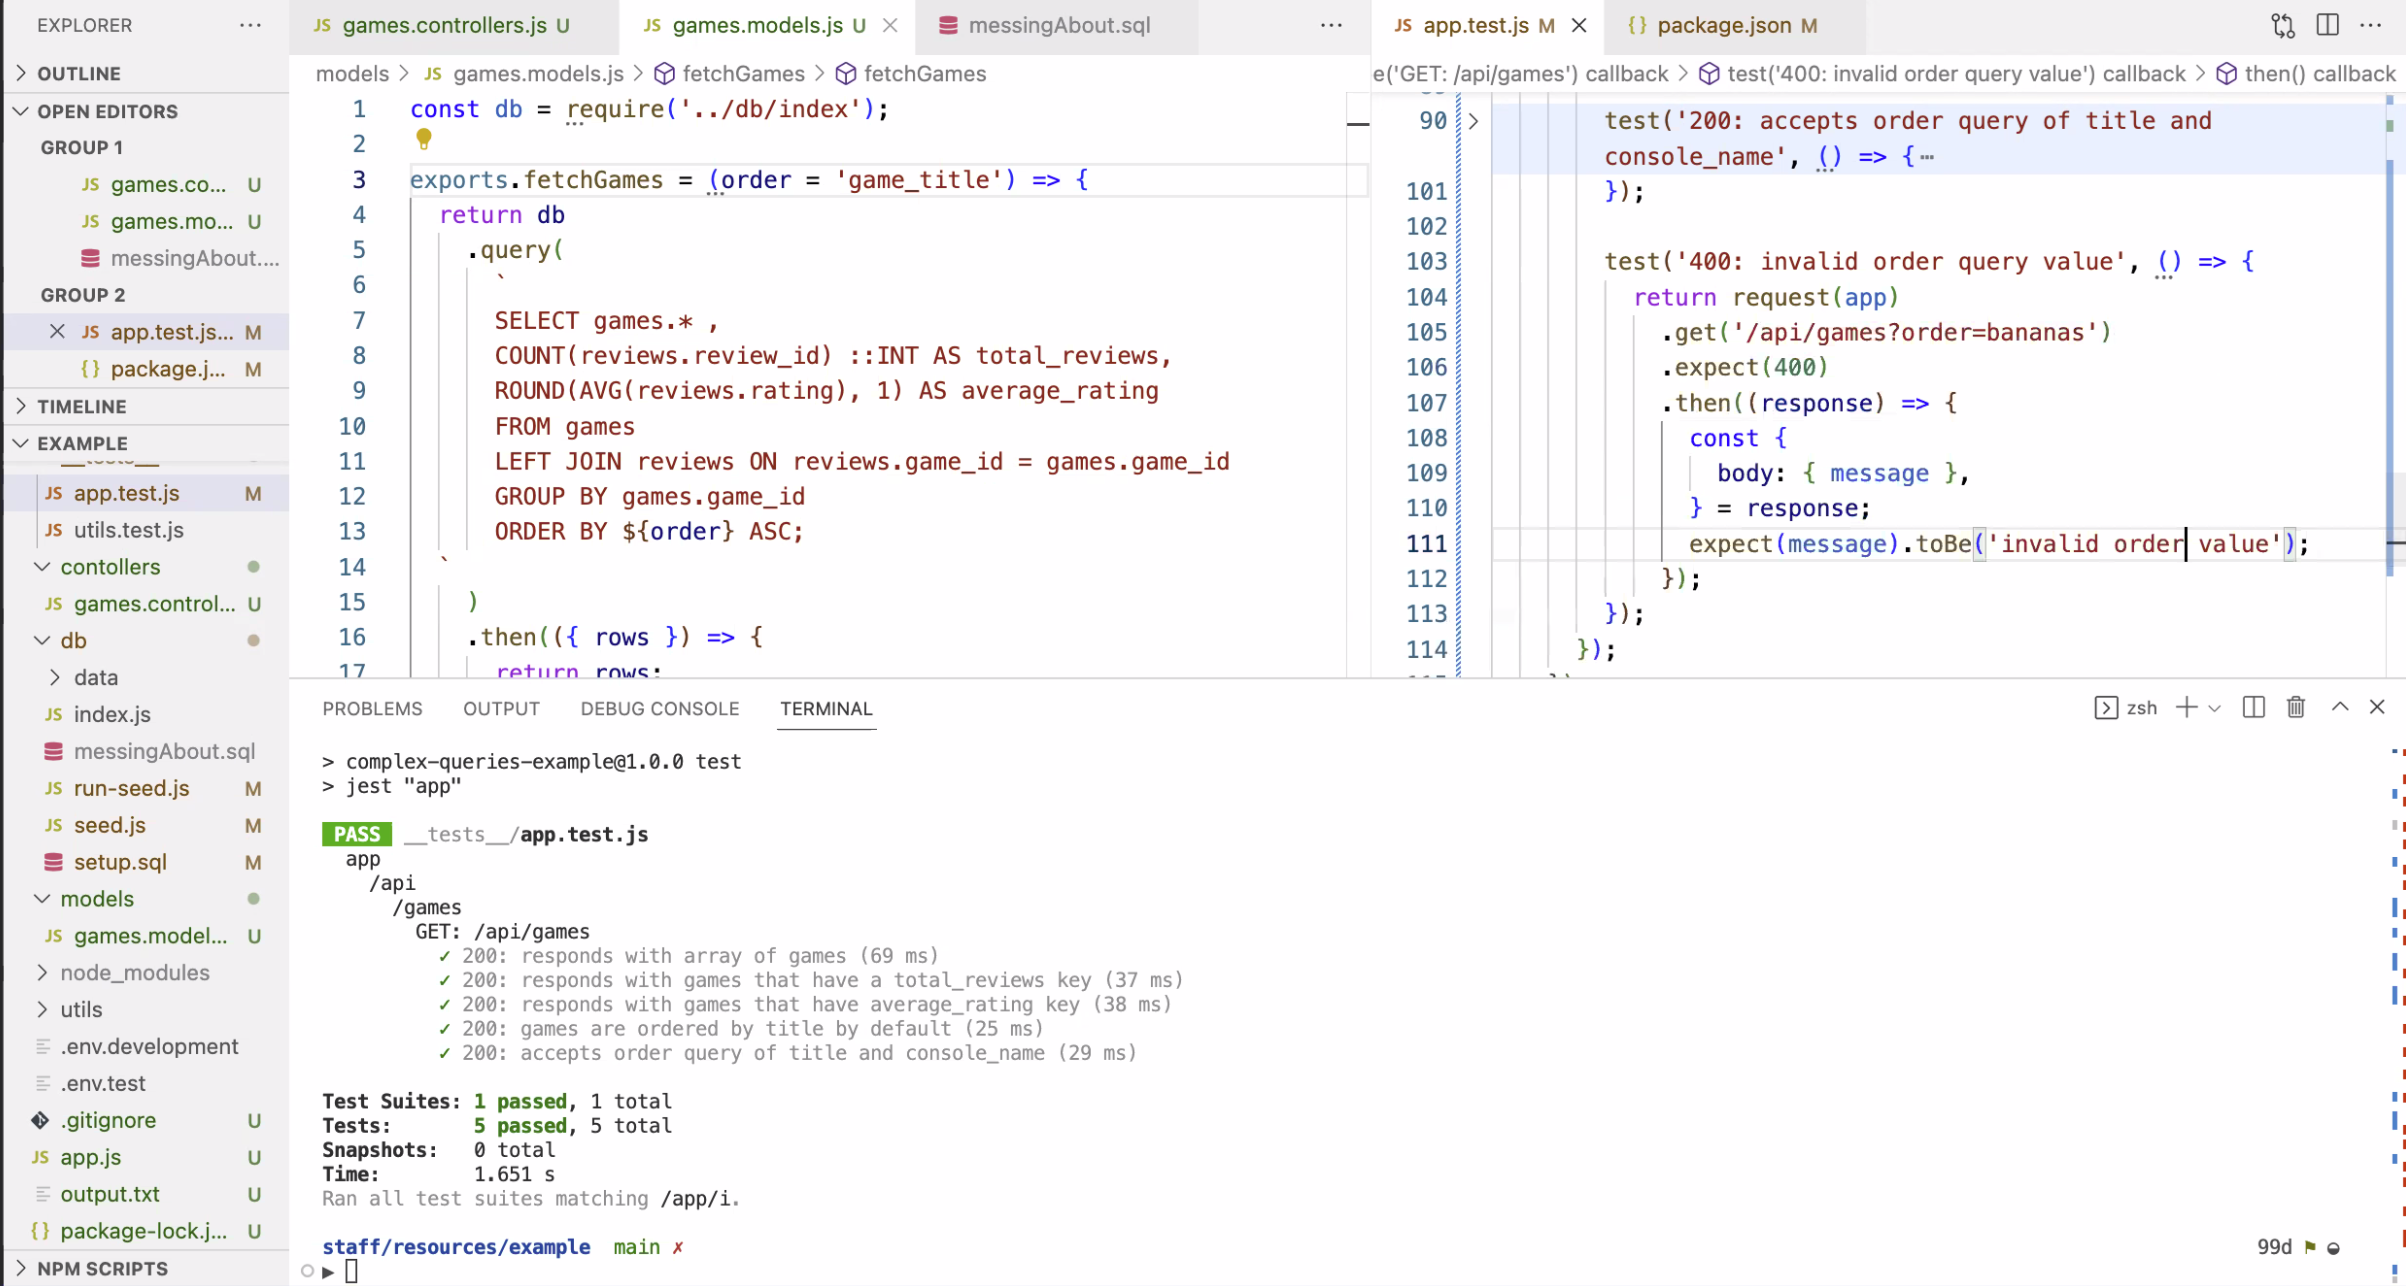 EXPLORER ···
OUTLINE
OPEN EDITORS
GROUP 1
JS games.co... U
JS games.mo... U
messingAbout....
GROUP 2
JS app.test.js... M
{} package.j... M
TIMELINE
EXAMPLE
__tests__
JS app.test.js M
JS utils.test.js
contollers
JS games.control... U
db
data
JS index.js
messingAbout.sql
JS run-seed.js M
JS seed.js M
setup.sql M
models
JS games.model... U
node_modules
utils
.env.development
.env.test
.gitignore U
JS app.js U
output.txt U
{} package-lock.j... U
NPM SCRIPTS
JS games.controllers.js U
JS games.models.js U
messingAbout.sql
···
models > JS games.models.js > fetchGames > fetchGames
1 const db = require('../db/index');
2
3 exports.fetchGames = (order = 'game_title') => {
4 return db
5 .query(
6 `
7 SELECT games.* ,
8 COUNT(reviews.review_id) ::INT AS total_reviews,
9 ROUND(AVG(reviews.rating), 1) AS average_rating
10 FROM games
11 LEFT JOIN reviews ON reviews.game_id = games.game_id
12 GROUP BY games.game_id
13 ORDER BY ${order} ASC;
14 `
15 )
16 .then(({ rows }) => {
17 return rows;
JS app.test.js M
{} package.json M
···
e('GET: /api/games') callback > test('400: invalid order query value') callback > then() callback
90 test('200: accepts order query of title and
console_name', () => {···
101 });
102
103 test('400: invalid order query value', () => {
104 return request(app)
105 .get('/api/games?order=bananas')
106 .expect(400)
107 .then((response) => {
108 const {
109 body: { message },
110 } = response;
111 expect(message).toBe('invalid order value');
112 });
113 });
114 });
PROBLEMS OUTPUT DEBUG CONSOLE TERMINAL
zsh
> complex-queries-example@1.0.0 test
> jest "app"
PASS __tests__/app.test.js
app
/api
/games
GET: /api/games
✓ 200: responds with array of games (69 ms)
✓ 200: responds with games that have a total_reviews key (37 ms)
✓ 200: responds with games that have average_rating key (38 ms)
✓ 200: games are ordered by title by default (25 ms)
✓ 200: accepts order query of title and console_name (29 ms)
Test Suites: 1 passed, 1 total
Tests: 5 passed, 5 total
Snapshots: 0 total
Time: 1.651 s
Ran all test suites matching /app/i.
staff/resources/example main ✗
99d